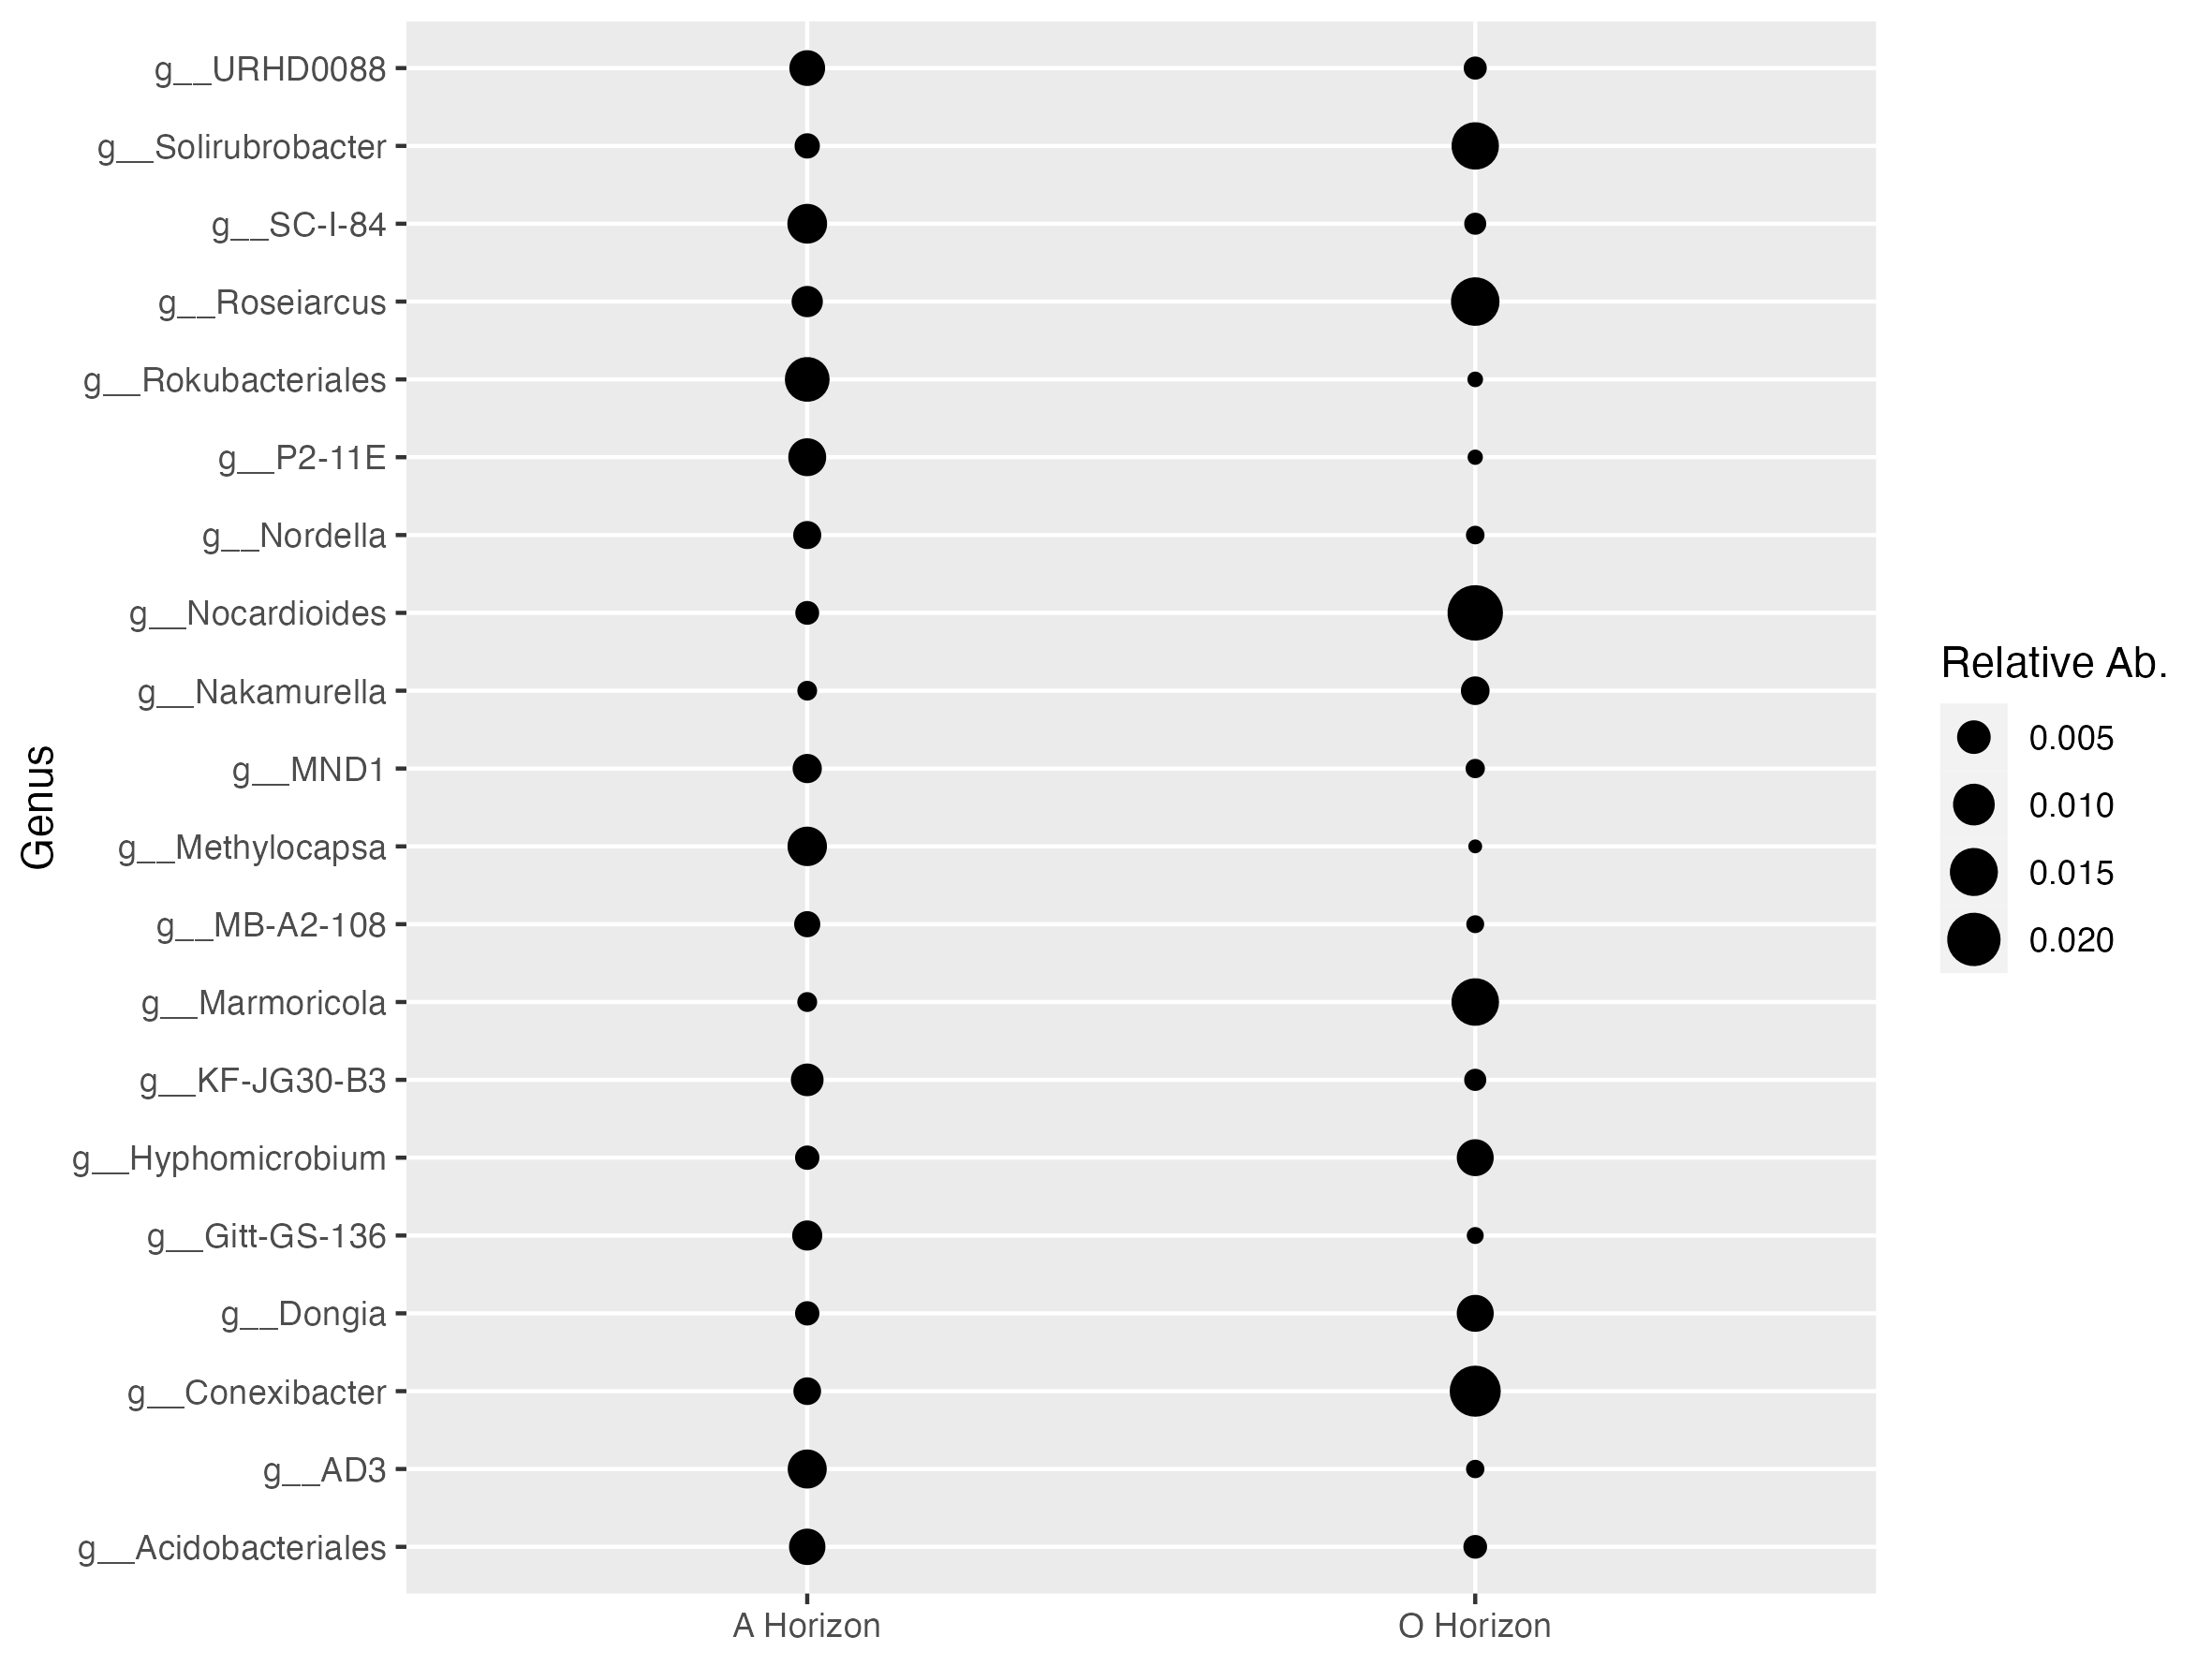 g__URHD0088
g__Solirubrobacter
g__SC-I-84
g__Roseiarcus
g__Rokubacteriales
g__P2-11E
g__Nordella
g__Nocardioides
g__Nakamurella
g__MND1
g__Methylocapsa
g__MB-A2-108
g__Marmoricola
g__KF-JG30-B3
g__Hyphomicrobium
g__Gitt-GS-136
g__Dongia
g__Conexibacter
g__AD3
g__Acidobacteriales
Genus
A Horizon
O Horizon
Relative Ab.
0.005
0.010
0.015
0.020